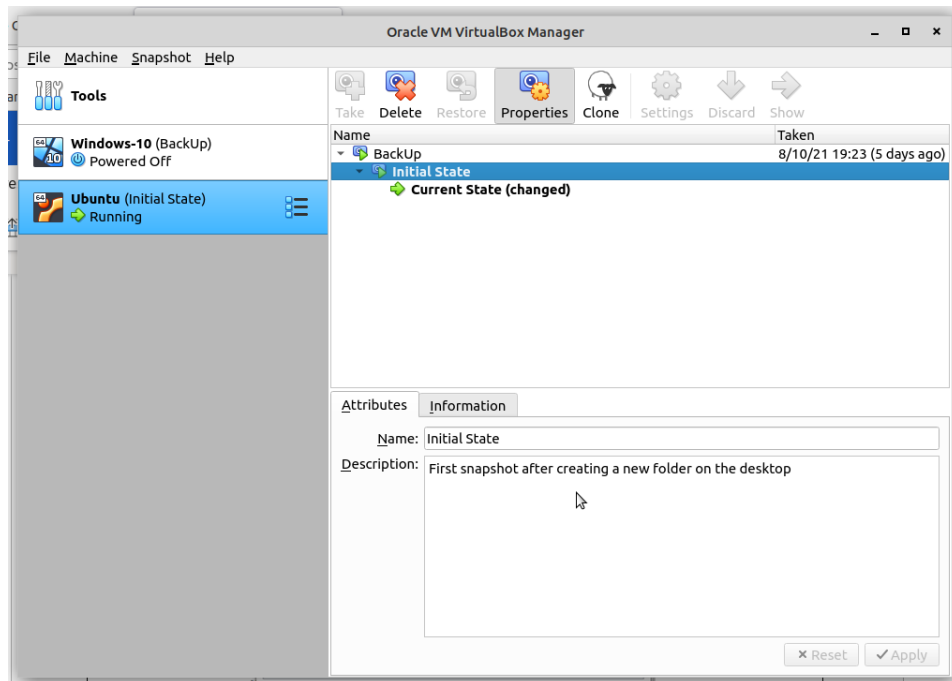 Oracle VM VirtualBox Manager
File Machine Snapshot Help
Tools
Take Delete Restore Properties Clone Settings Discard Show
64 10 Windows-10 (BackUp)
Powered Off
64 Ubuntu (Initial State)
Running
Name Taken
BackUp 8/10/21 19:23 (5 days ago)
Initial State
Current State (changed)
Attributes Information
Name: Initial State
Description: First snapshot after creating a new folder on the desktop
Reset Apply